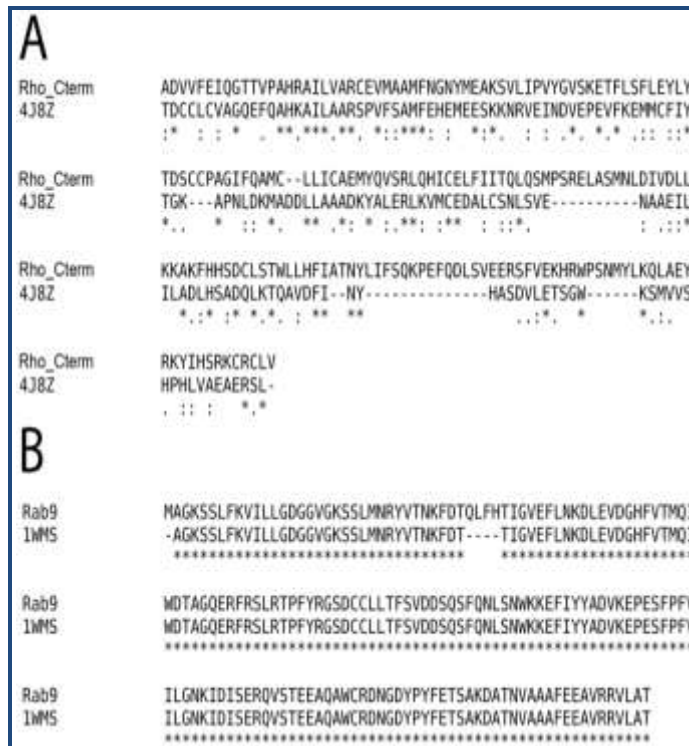 A
Rho_Cterm ADVVFEIQGTTVPAHRAILVARCEVMAAMFNGNYMEAKSVLIPVYGVSKETFLSFLEYLY
4J8Z TDCCLCVAGQEFQAHKAILAARSPVFSAMFEHEMEESKKNRVEINDVEPEVFKEMMCFIY
:* : : * . **.***.**. *::***: : *:*. : : .*. *.* .:: ::*
Rho_Cterm TDSCCPAGIFQAMC--LLICAEMYQVSRLQHICELFIITQLQSMPSRELASMNLDIVDLL
4J8Z TGK---APNLDKMADDLLAAADKYALERLKVMCEDALCSNLSVE----------NAAEIL
*.. * :: *. ** .*: * :.**: :** : ::*. : .::*
Rho_Cterm KKAKFHHSDCLSTWLLHFIATNYLIFSQKPEFQDLSVEERSFVEKHRWPSNMYLKQLAEY
4J8Z ILADLHSADQLKTQAVDFI--NY------------HASDVLETSGW------KSMVVS
*.:* :* *.*. : ** ** ..:*. * *.:.
Rho_Cterm RKYIHSRKCRCLV
4J8Z HPHLVAEAERSL-
. :: : *.*
B
Rab9 MAGKSSLFKVILLGDGGVGKSSLMNRYVTNKFDTQLFHTIGVEFLNKDLEVDGHFVTMQI
1WMS -AGKSSLFKVILLGDGGVGKSSLMNRYVTNKFDT----TIGVEFLNKDLEVDGHFVTMQI
********************************* **********************
Rab9 WDTAGQERFRSLRTPFYRGSDCCLLTFSVDDSQSFQNLSNWKKEFIYYADVKEPESFPFV
1WMS WDTAGQERFRSLRTPFYRGSDCCLLTFSVDDSQSFQNLSNWKKEFIYYADVKEPESFPFV
************************************************************
Rab9 ILGNKIDISERQVSTEEAQAWCRDNGDYPYFETSAKDATNVAAAFEEAVRRVLAT
1WMS ILGNKIDISERQVSTEEAQAWCRDNGDYPYFETSAKDATNVAAAFEEAVRRVLAT
*******************************************************